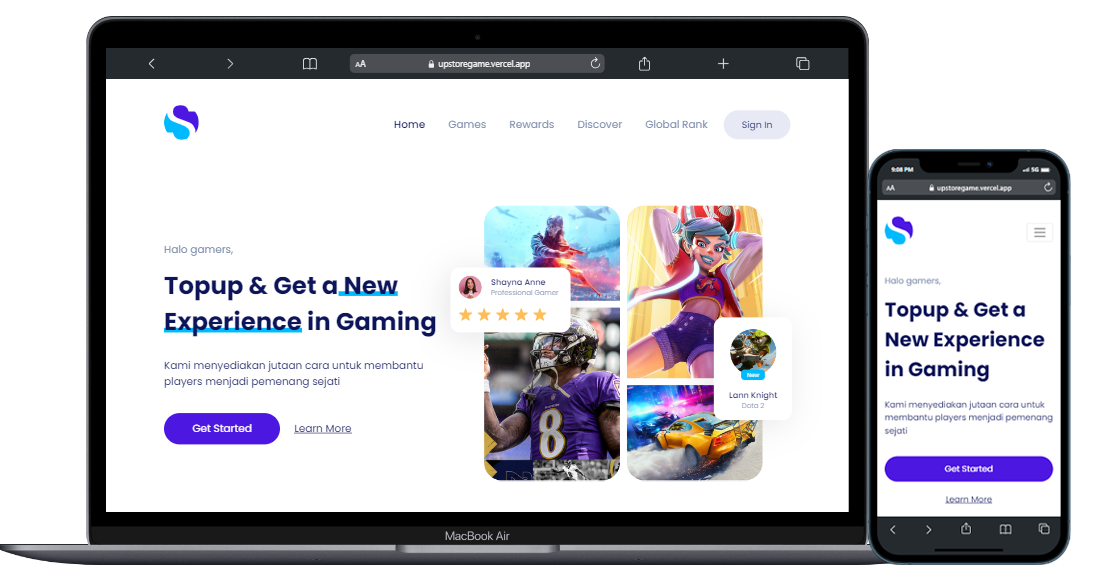 AA upstoregame.vercel.app
Home Games Rewards Discover Global Rank Sign In
Halo gamers,
Topup & Get a New
Experience in Gaming
Kami menyediakan jutaan cara untuk membantu
players menjadi pemenang sejati
Get Started Learn More
Shayna Anne
Professional Gamer
8
New
Lann Knight
Dota 2
MacBook Air
9:08 PM 5G
AA upstoregame.vercel.app
Halo gamers,
Topup & Get a
New Experience
in Gaming
Kami menyediakan jutaan cara untuk
membantu players menjadi pemenang
sejati
Get Started
Learn More